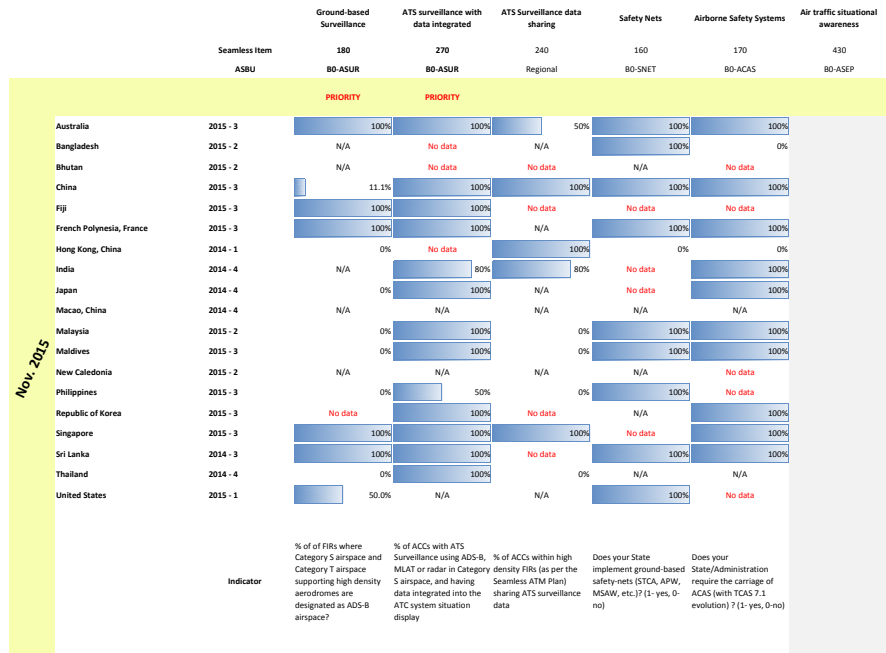 Ground-based Surveillance ATS surveillance with data integrated ATS Surveillance data sharing Safety Nets Airborne Safety Systems Air traffic situational awareness
Seamless Item 180 270 240 160 170 430
ASBU B0-ASUR B0-ASUR Regional B0-SNET B0-ACAS B0-ASEP
PRIORITY PRIORITY
Nov. 2015
Australia 2015 - 3 100% 100% 50% 100% 100%
Bangladesh 2015 - 2 N/A No data N/A 100% 0%
Bhutan 2015 - 2 N/A No data No data N/A No data
China 2015 - 3 11.1% 100% 100% 100% 100%
Fiji 2015 - 3 100% 100% No data No data No data
French Polynesia, France 2015 - 3 100% 100% N/A 100% 100%
Hong Kong, China 2014 - 1 0% No data 100% 0% 0%
India 2014 - 4 N/A 80% 80% No data 100%
Japan 2014 - 4 0% 100% N/A No data 100%
Macao, China 2014 - 4 N/A N/A N/A N/A N/A
Malaysia 2015 - 2 0% 100% 0% 100% 100%
Maldives 2015 - 3 0% 100% N/A 100% 100%
New Caledonia 2015 - 2 N/A N/A N/A N/A No data
Philippines 2015 - 3 0% 50% 0% 100% No data
Republic of Korea 2015 - 3 No data 100% No data N/A 100%
Singapore 2015 - 3 100% 100% 100% No data 100%
Sri Lanka 2014 - 3 100% 100% No data 100% 100%
Thailand 2014 - 4 0% 100% 0% N/A N/A
United States 2015 - 1 50.0% N/A N/A 100% No data
Indicator
% of of FIRs where
Category S airspace and
Category T airspace
supporting high density
aerodromes are
designated as ADS-B
airspace?
% of ACCs with ATS
Surveillance using ADS-B,
MLAT or radar in Category
S airspace, and having
data integrated into the
ATC system situation
display
% of ACCs within high
density FIRs (as per the
Seamless ATM Plan)
sharing ATS surveillance
data
Does your State
implement ground-based
safety-nets (STCA, APW,
MSAW, etc.)? (1- yes, 0-
no)
Does your
State/Administration
require the carriage of
ACAS (with TCAS 7.1
evolution) ? (1- yes, 0-no)